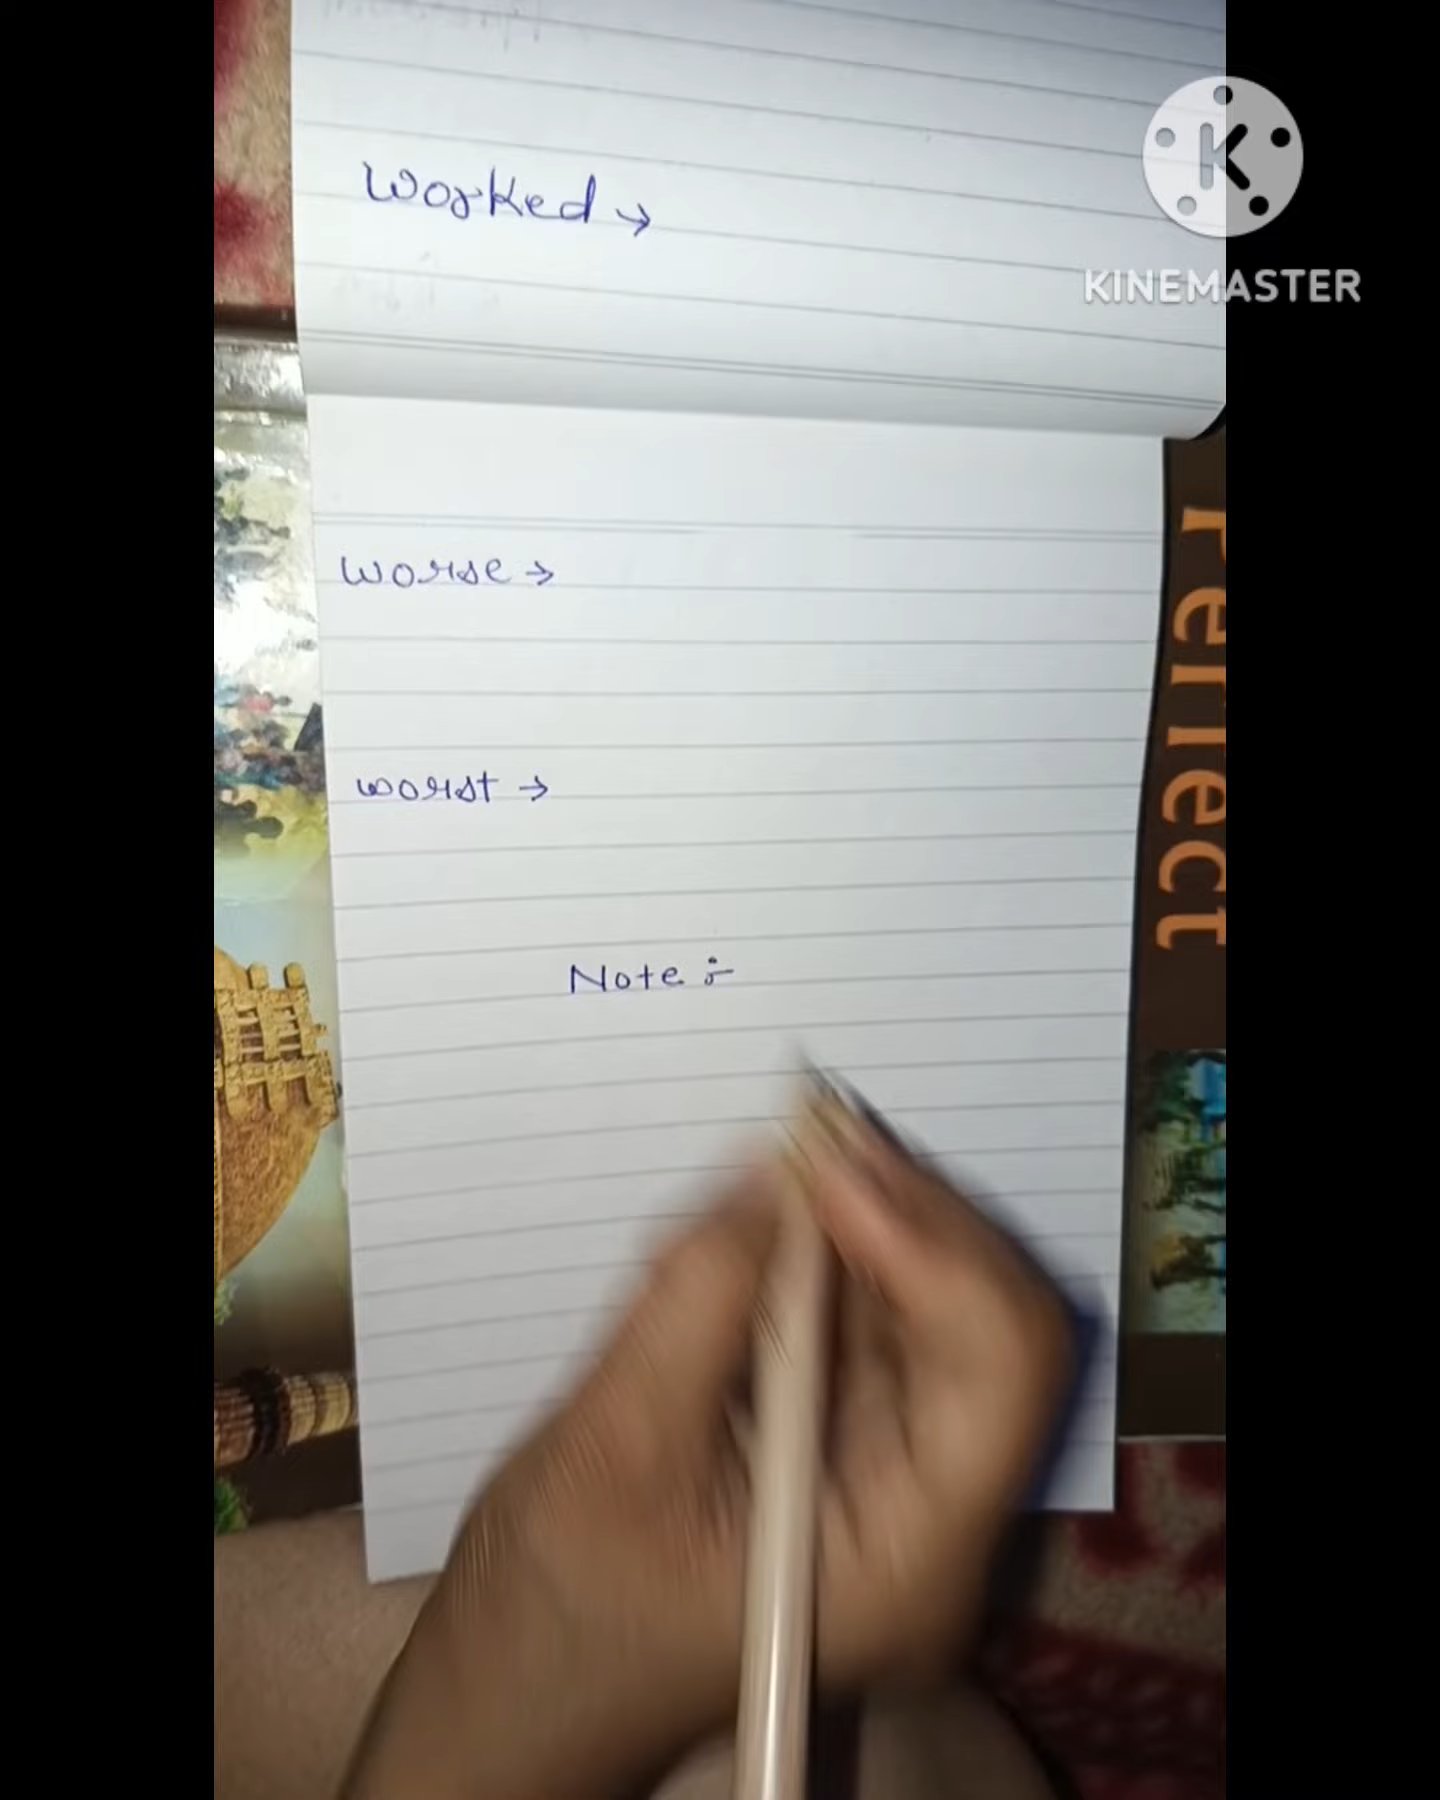 Worked →
KINEMASTER
worse →
worst →
Note :-
Perfect